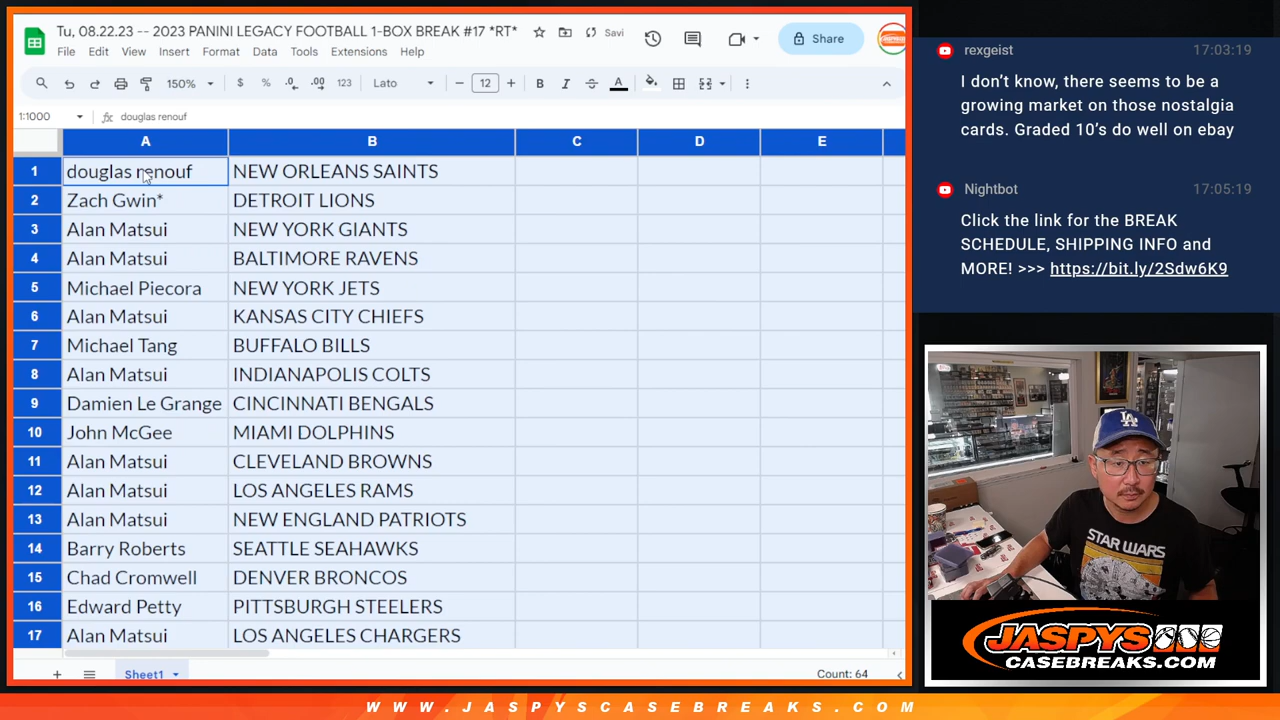 Tu, 08.22.23 -- 2023 PANINI LEGACY FOOTBALL 1-BOX BREAK #17 *RT*
Savi
Share
File Edit View Insert Format Data Tools Extensions Help
150% $ % .0 .00 123 Lato 12 B I A
1:1000 fx douglas renouf
A B C D E
1 douglas renouf NEW ORLEANS SAINTS
2 Zach Gwin* DETROIT LIONS
3 Alan Matsui NEW YORK GIANTS
4 Alan Matsui BALTIMORE RAVENS
5 Michael Piecora NEW YORK JETS
6 Alan Matsui KANSAS CITY CHIEFS
7 Michael Tang BUFFALO BILLS
8 Alan Matsui INDIANAPOLIS COLTS
9 Damien Le Grange CINCINNATI BENGALS
10 John McGee MIAMI DOLPHINS
11 Alan Matsui CLEVELAND BROWNS
12 Alan Matsui LOS ANGELES RAMS
13 Alan Matsui NEW ENGLAND PATRIOTS
14 Barry Roberts SEATTLE SEAHAWKS
15 Chad Cromwell DENVER BRONCOS
16 Edward Petty PITTSBURGH STEELERS
17 Alan Matsui LOS ANGELES CHARGERS
Sheet1 Count: 64
rexgeist 17:03:19
I don't know, there seems to be a
growing market on those nostalgia
cards. Graded 10's do well on ebay
Nightbot 17:05:19
Click the link for the BREAK
SCHEDULE, SHIPPING INFO and
MORE! >>> https://bit.ly/2Sdw6K9
LA
STAR WARS
JASPYS
CASEBREAKS.COM
WWW.JASPYSCASEBREAKS.COM